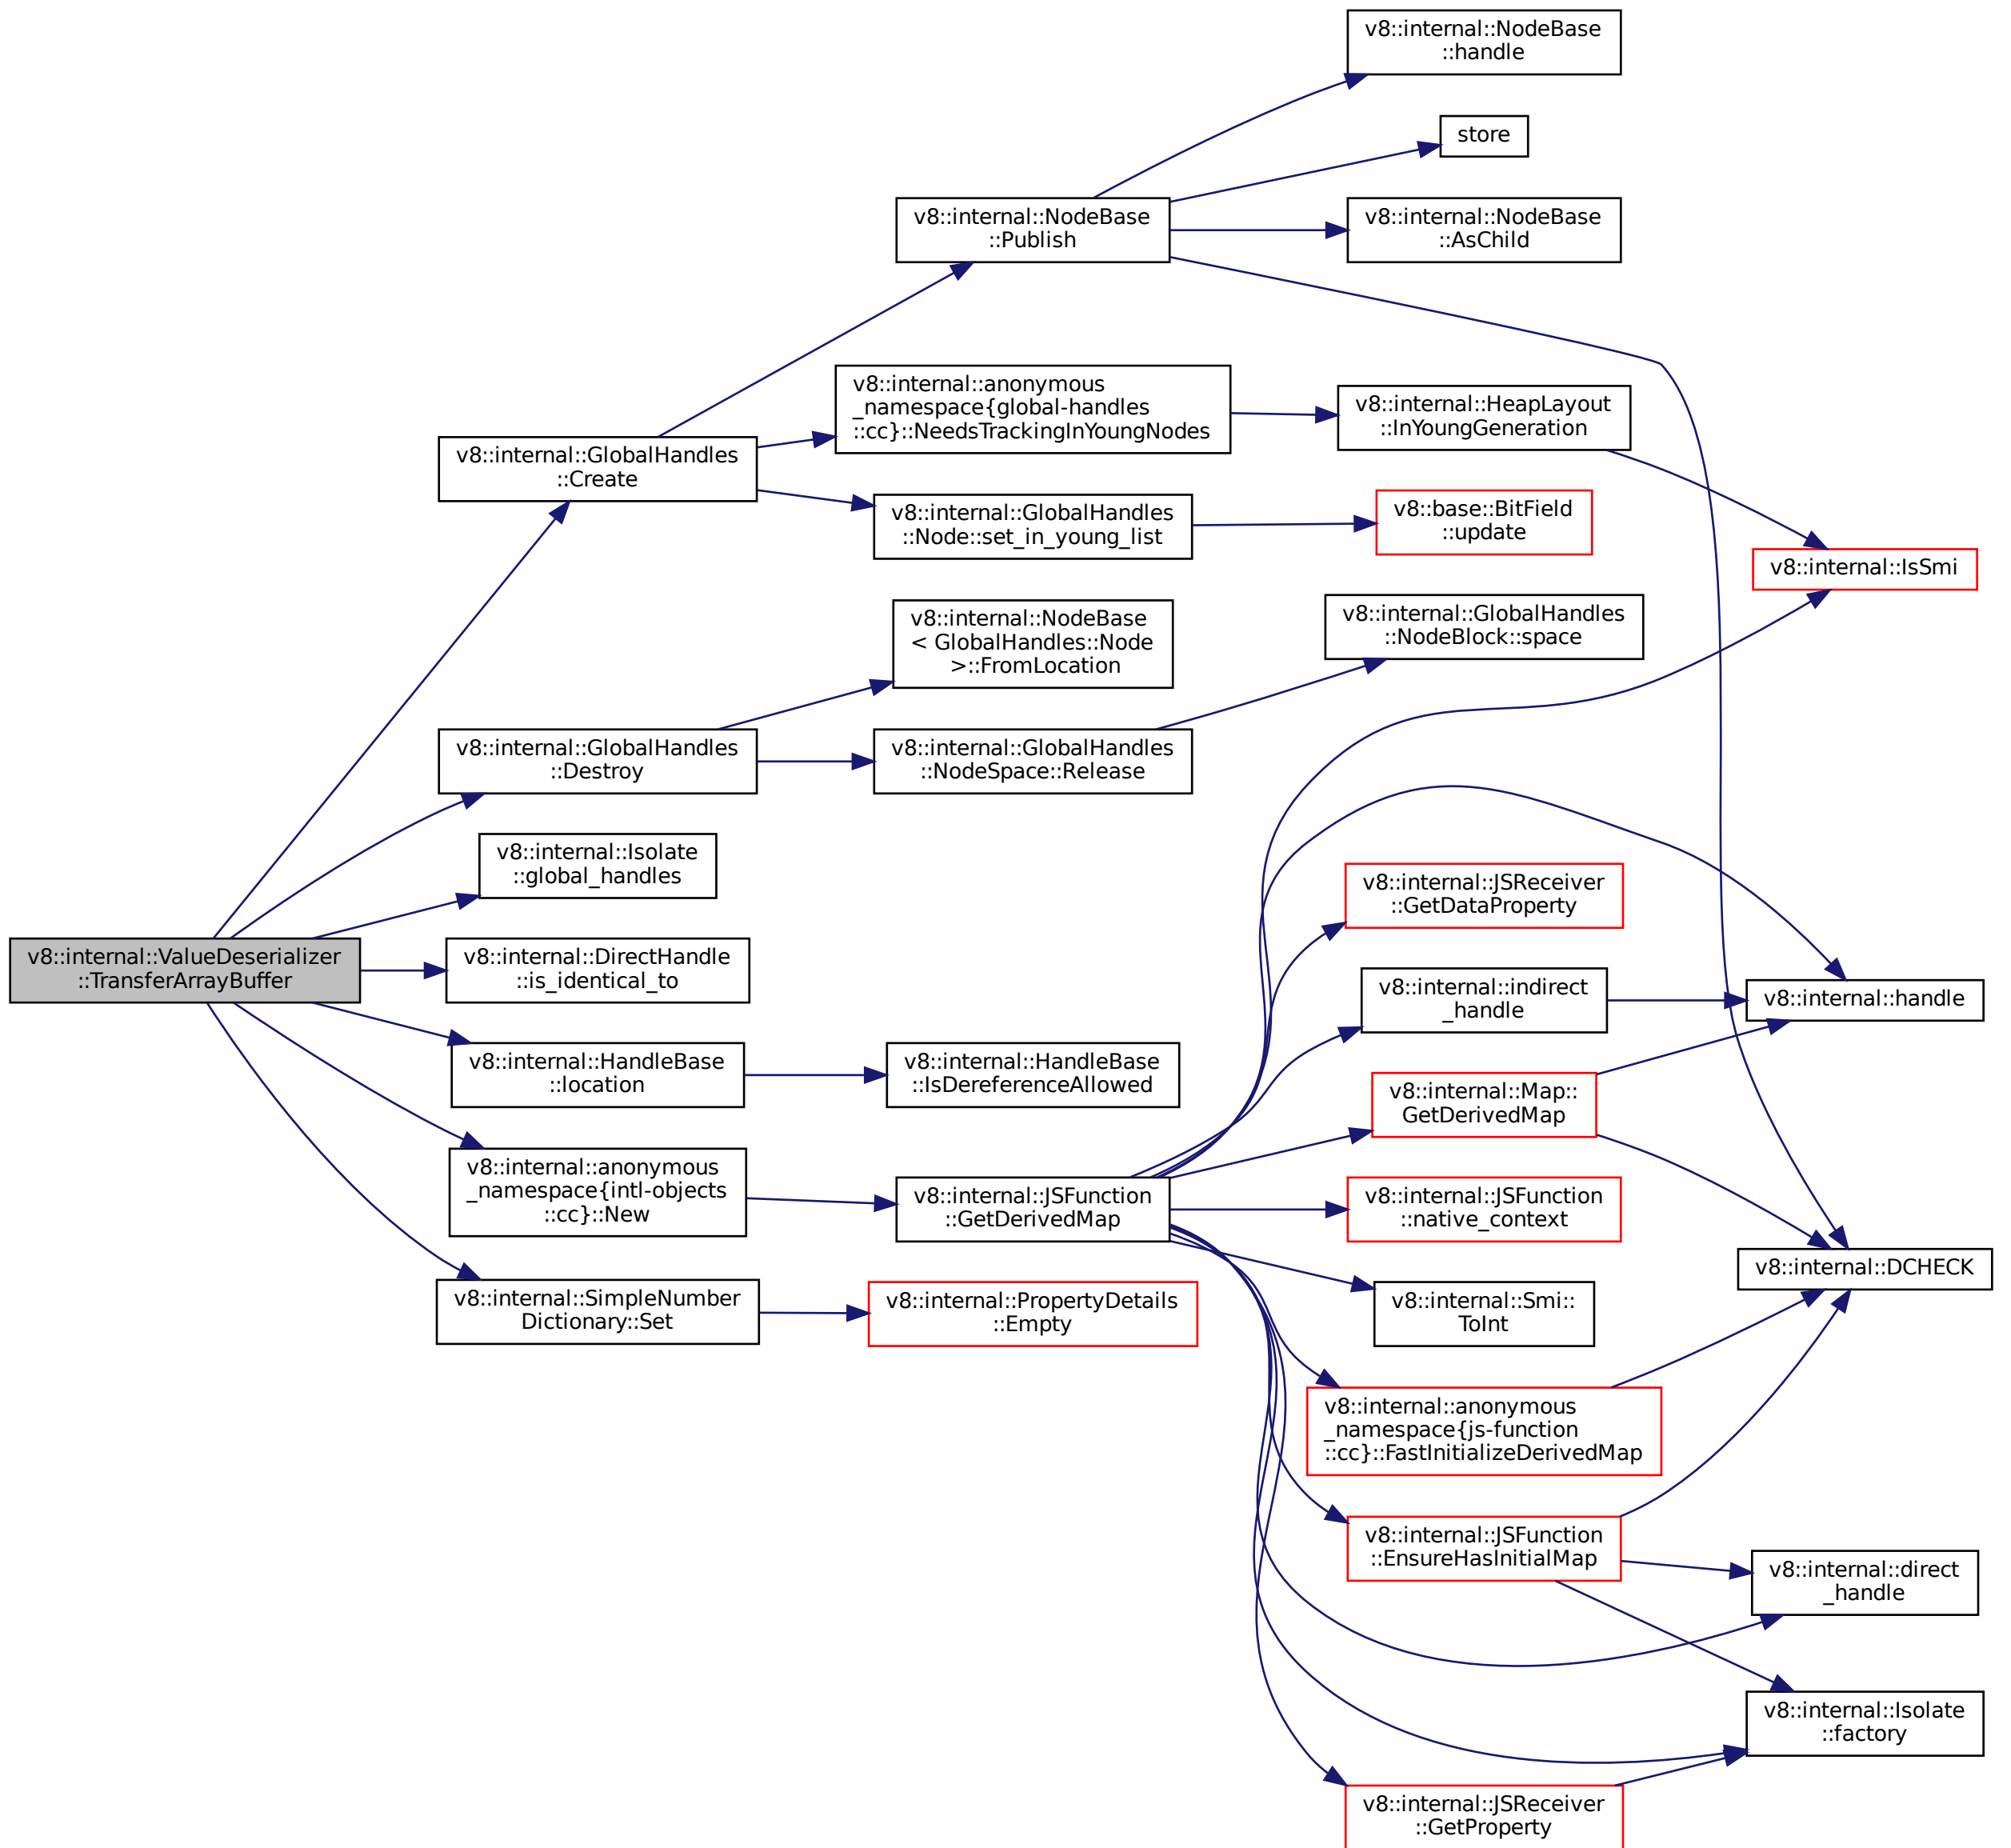 v8::internal::NodeBase
::handle
store
v8::internal::NodeBase
::Publish
v8::internal::NodeBase
::AsChild
v8::internal::anonymous
_namespace{global-handles
::cc}::NeedsTrackingInYoungNodes
v8::internal::HeapLayout
::InYoungGeneration
v8::internal::GlobalHandles
::Create
v8::internal::GlobalHandles
::Node::set_in_young_list
v8::base::BitField
::update
v8::internal::IsSmi
v8::internal::NodeBase
< GlobalHandles::Node
>::FromLocation
v8::internal::GlobalHandles
::NodeBlock::space
v8::internal::GlobalHandles
::Destroy
v8::internal::GlobalHandles
::NodeSpace::Release
v8::internal::Isolate
::global_handles
v8::internal::JSReceiver
::GetDataProperty
v8::internal::ValueDeserializer
::TransferArrayBuffer
v8::internal::DirectHandle
::is_identical_to
v8::internal::indirect
_handle
v8::internal::handle
v8::internal::HandleBase
::location
v8::internal::HandleBase
::IsDereferenceAllowed
v8::internal::Map::
GetDerivedMap
v8::internal::anonymous
_namespace{intl-objects
::cc}::New
v8::internal::JSFunction
::GetDerivedMap
v8::internal::JSFunction
::native_context
v8::internal::DCHECK
v8::internal::SimpleNumber
Dictionary::Set
v8::internal::PropertyDetails
::Empty
v8::internal::Smi::
ToInt
v8::internal::anonymous
_namespace{js-function
::cc}::FastInitializeDerivedMap
v8::internal::JSFunction
::EnsureHasInitialMap
v8::internal::direct
_handle
v8::internal::Isolate
::factory
v8::internal::JSReceiver
::GetProperty